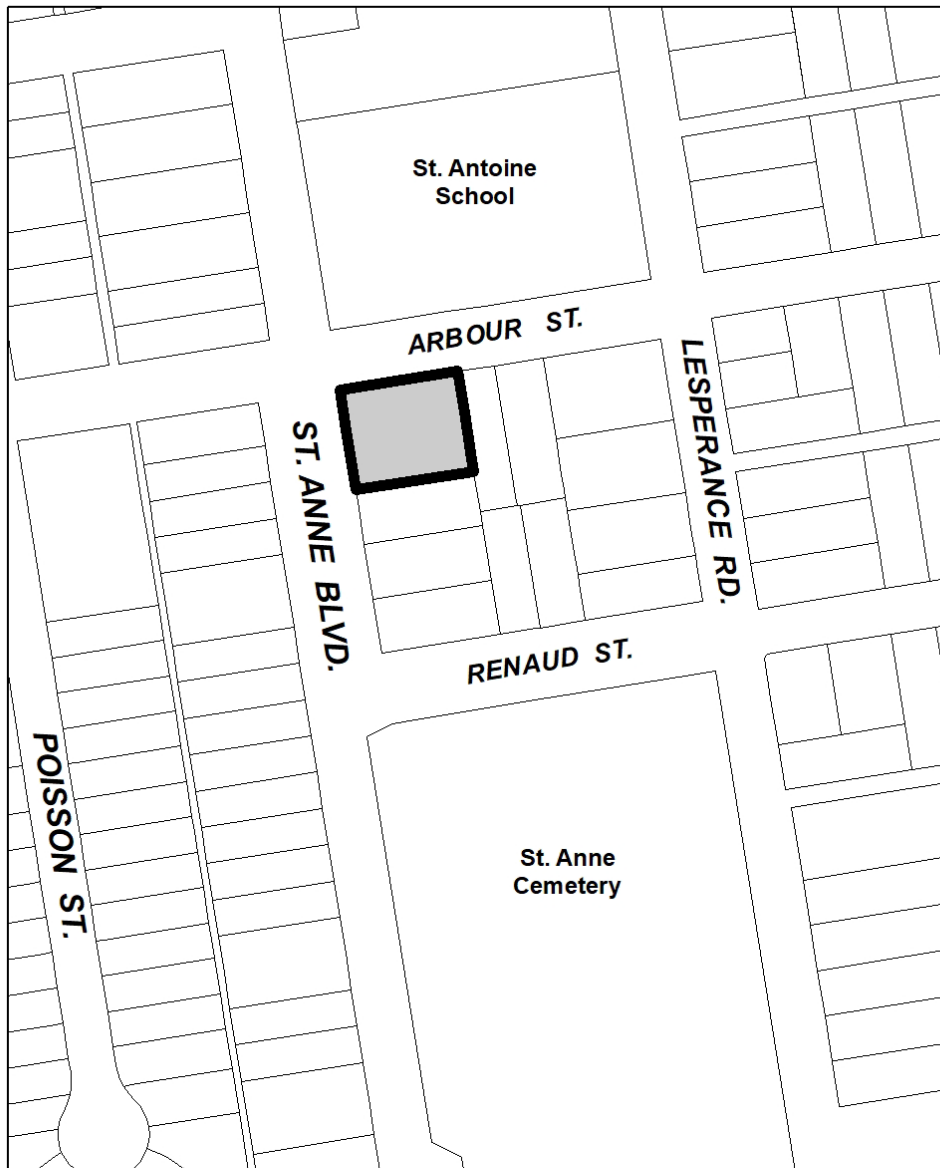 St. Antoine
School
ARBOUR ST.
LESPERANCE RD.
ST. ANNE BLVD.
RENAUD ST.
POISSON ST.
St. Anne
Cemetery